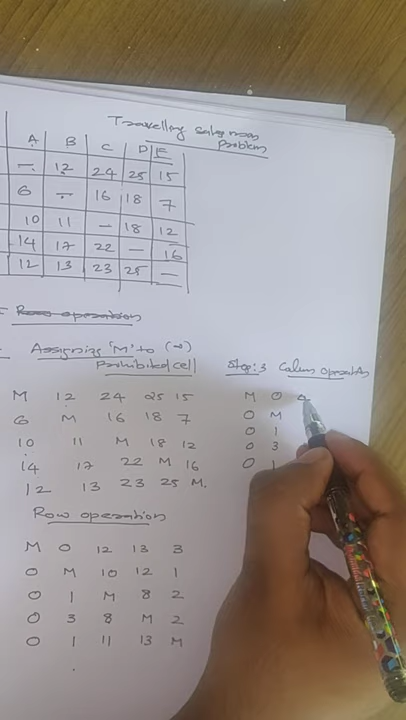 Travelling salesman
Problem
A B C D E
— 12 24 25 15
6 — 16 18 7
10 11 — 18 12
14 17 22 — 16
12 13 23 25 —
Row operation
Assigning 'M' to (∞)
Prohibited cell
M 12 24 25 15
6 M 16 18 7
10 11 M 18 12
14 17 22 M 16
12 13 23 25 M.
Row operation
M 0 12 13 3
0 M 10 12 1
0 1 M 8 2
0 3 8 M 2
0 1 11 13 M
Step: 3 Calum operation
M 0 4
0 M
0 1
0 3
0 1